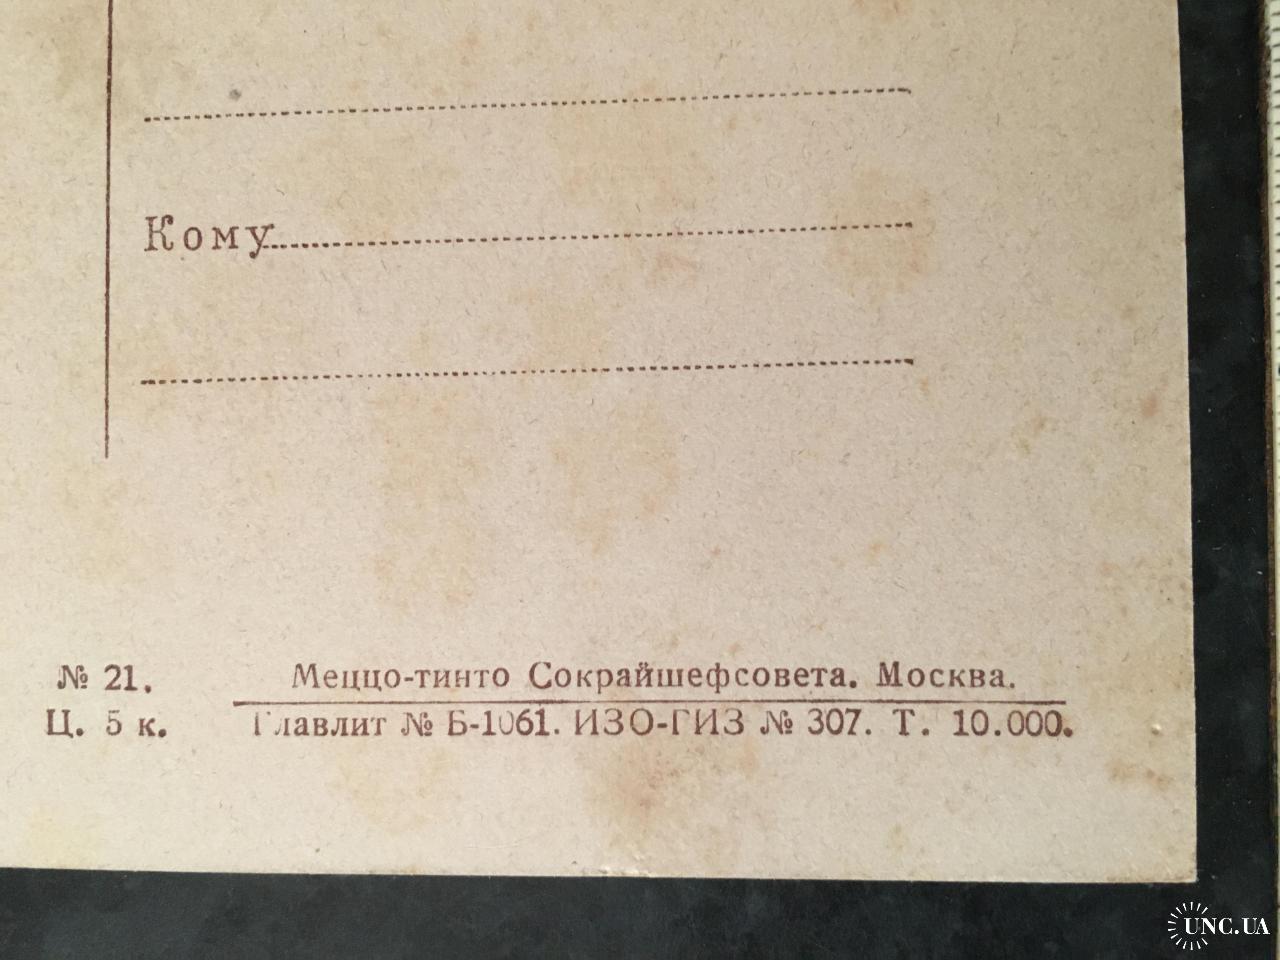 Кому
№ 21.
Меццо-тинто Сокрайшефсовета. Москва.
Ц. 5 к.
Главлит № Б-1061. ИЗО-ГИЗ № 307. Т. 10.000.
UNC.UA